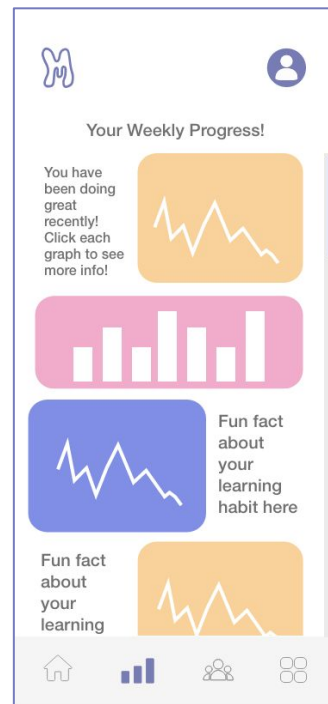 Your Weekly Progress!
You have
been doing
great
recently!
Click each
graph to see
more info!
Fun fact
about
your
learning
habit here
Fun fact
about
your
learning